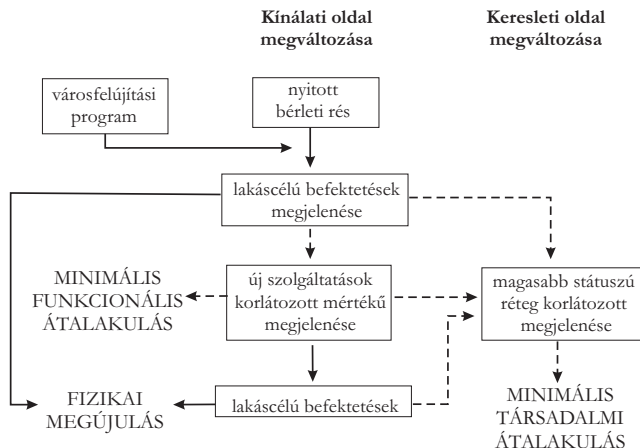 Kínálati oldal
megváltozása
Keresleti oldal
megváltozása
városfelújítási
program
nyitott
bérleti rés
lakáscélú befektetések
megjelenése
MINIMÁLIS
FUNKCIONÁLIS
ÁTALAKULÁS
új szolgáltatások
korlátozott mértékű
megjelenése
magasabb státuszú
réteg korlátozott
megjelenése
FIZIKAI
MEGÚJULÁS
lakáscélú befektetések
MINIMÁLIS
TÁRSADALMI
ÁTALAKULÁS